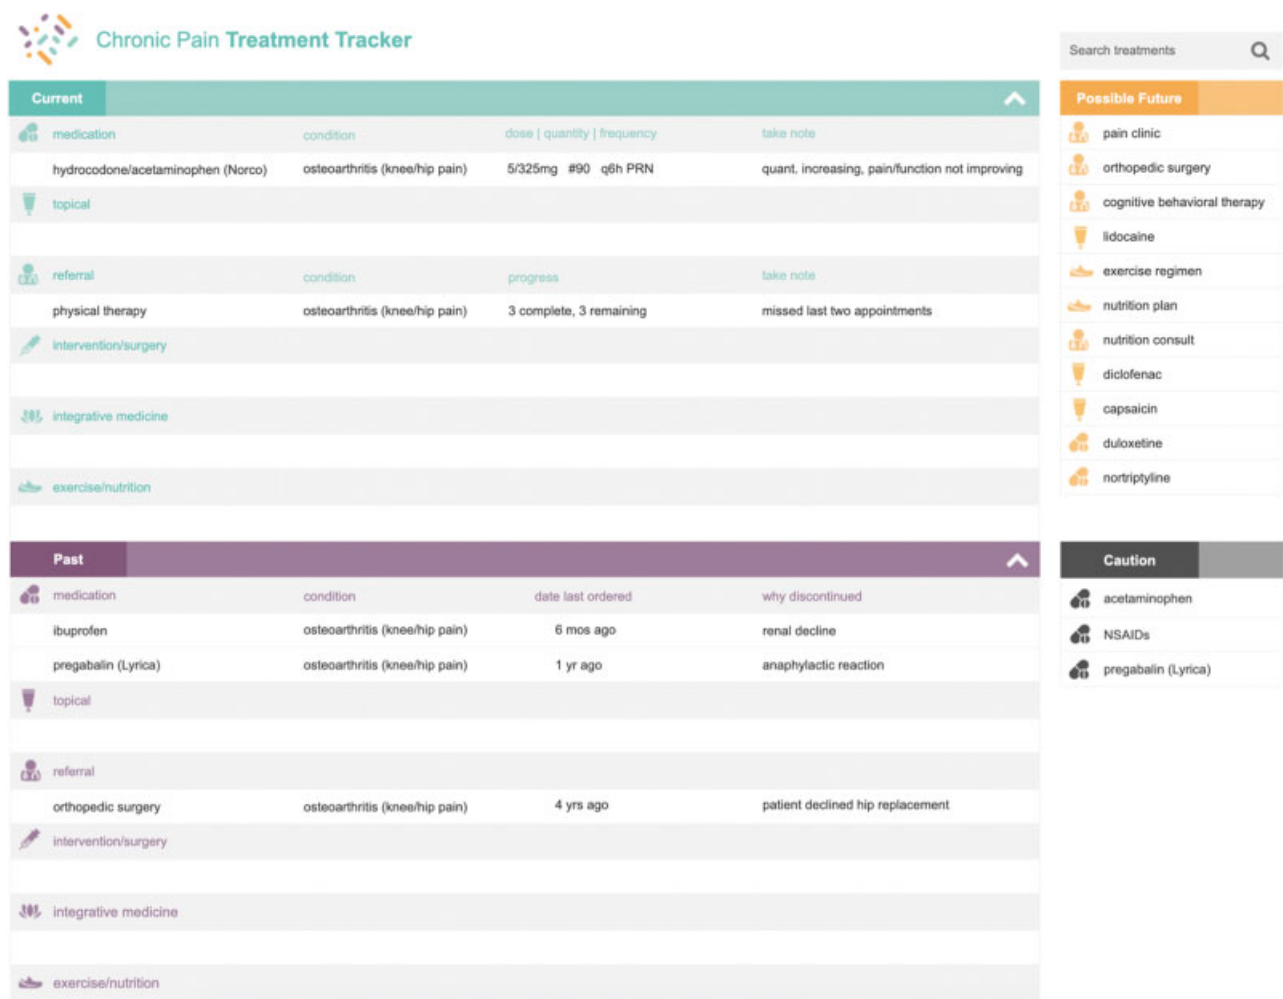 Chronic Pain Treatment Tracker
Search treatments
Current
medication condition dose | quantity | frequency take note
hydrocodone/acetaminophen (Norco) osteoarthritis (knee/hip pain) 5/325mg #90 q6h PRN quant. increasing, pain/function not improving
topical
referral condition progress take note
physical therapy osteoarthritis (knee/hip pain) 3 complete, 3 remaining missed last two appointments
intervention/surgery
integrative medicine
exercise/nutrition
Past
medication condition date last ordered why discontinued
ibuprofen osteoarthritis (knee/hip pain) 6 mos ago renal decline
pregabalin (Lyrica) osteoarthritis (knee/hip pain) 1 yr ago anaphylactic reaction
topical
referral
orthopedic surgery osteoarthritis (knee/hip pain) 4 yrs ago patient declined hip replacement
intervention/surgery
integrative medicine
exercise/nutrition
Possible Future
pain clinic
orthopedic surgery
cognitive behavioral therapy
lidocaine
exercise regimen
nutrition plan
nutrition consult
diclofenac
capsaicin
duloxetine
nortriptyline
Caution
acetaminophen
NSAIDs
pregabalin (Lyrica)